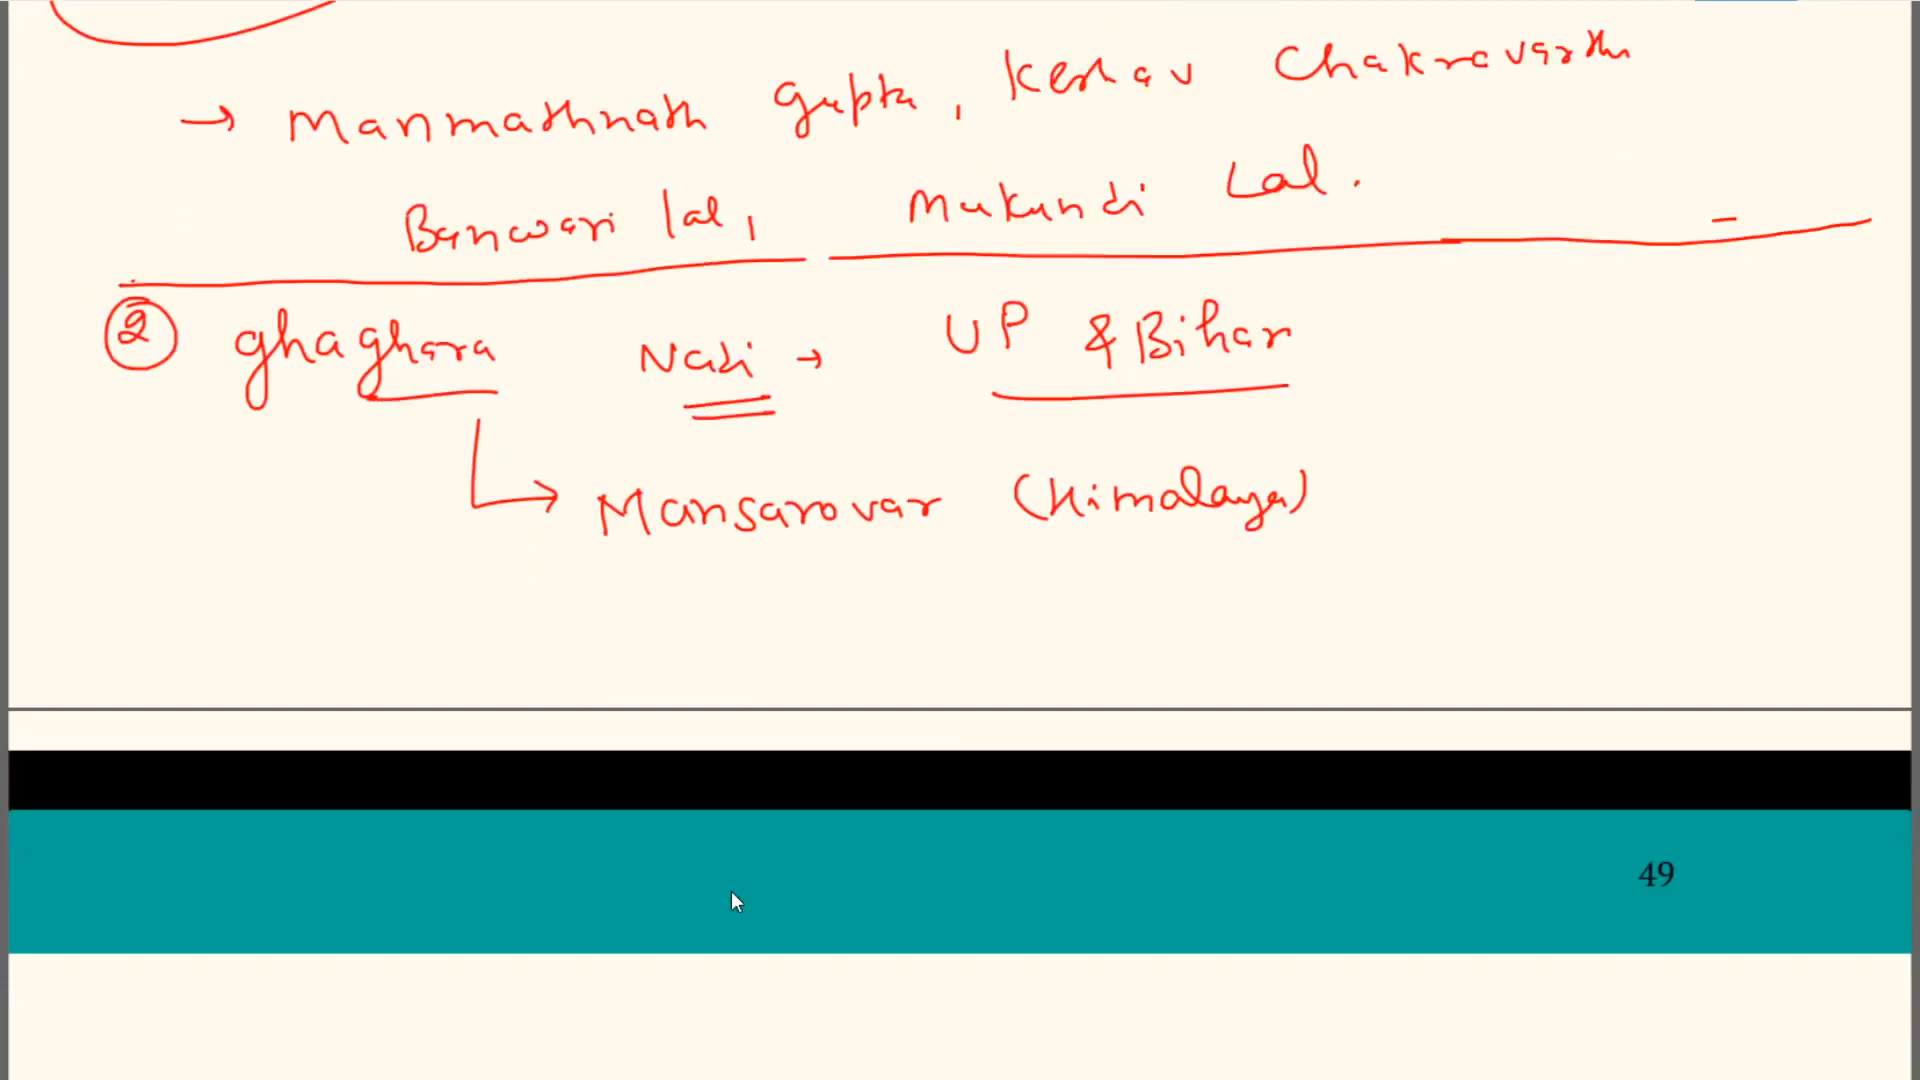 → Manmathnath Gupta, Keshav Chakravarthi
Banwari lal, Mukundi Lal.
② ghaghara Nadi → UP & Bihar
→ Mansarovar (Himalaya)
49